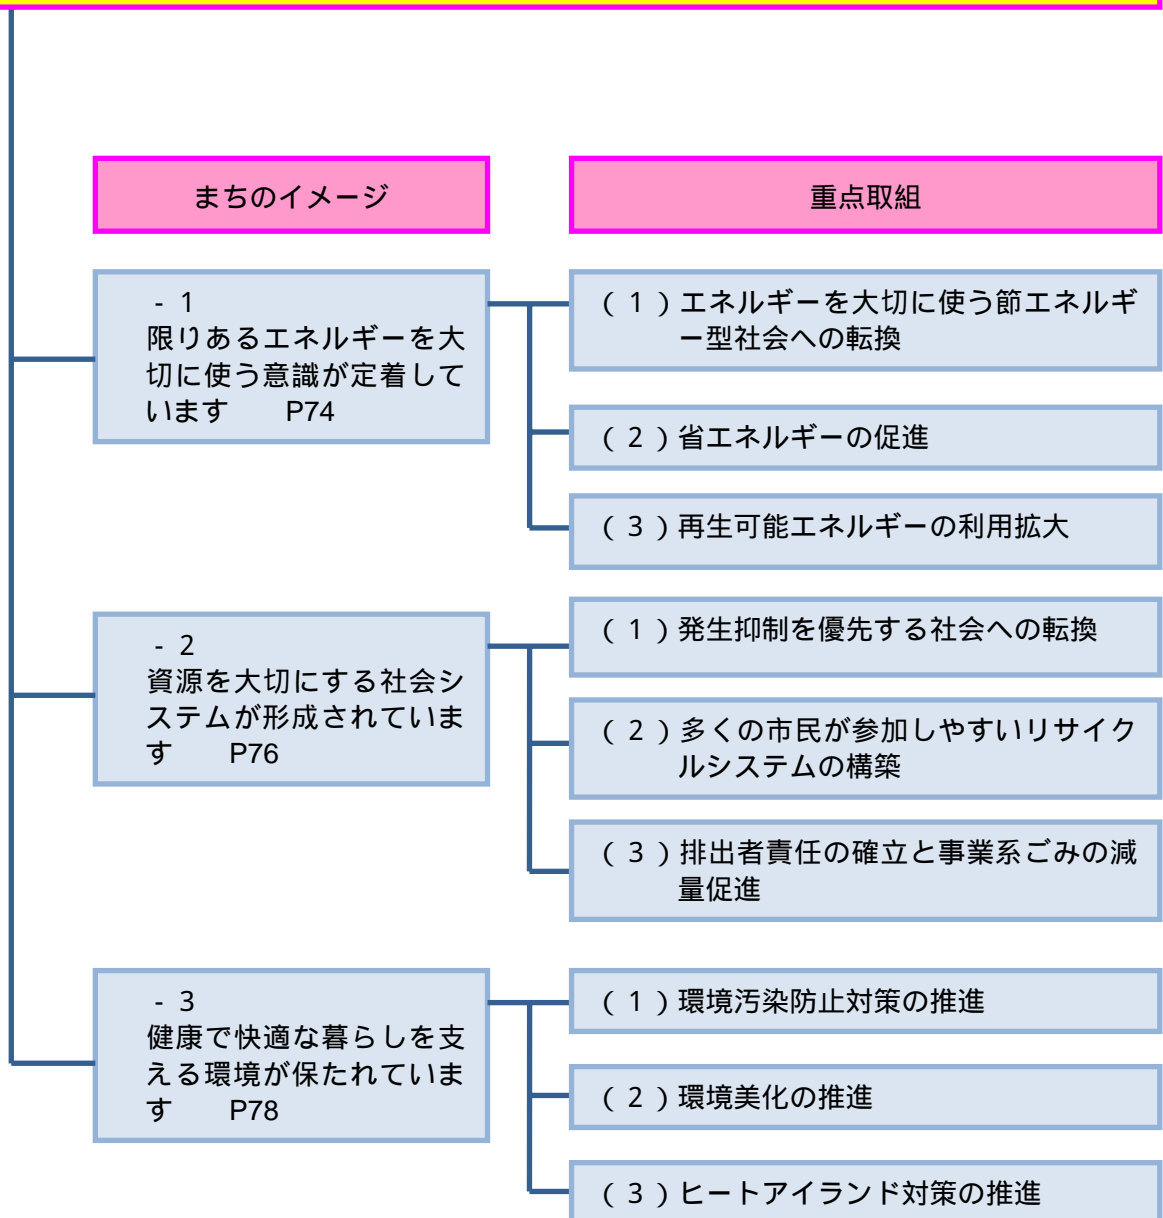 まちのイメージ
重点取組
- 1
限りあるエネルギーを大
切に使う意識が定着して
います　　P74
(1)エネルギーを大切に使う節エネルギ
ー型社会への転換
(2)省エネルギーの促進
(3)再生可能エネルギーの利用拡大
- 2
資源を大切にする社会シ
ステムが形成されていま
す　　P76
(1)発生抑制を優先する社会への転換
(2)多くの市民が参加しやすいリサイク
ルシステムの構築
(3)排出者責任の確立と事業系ごみの減
量促進
- 3
健康で快適な暮らしを支
える環境が保たれていま
す　　P78
(1)環境汚染防止対策の推進
(2)環境美化の推進
(3)ヒートアイランド対策の推進